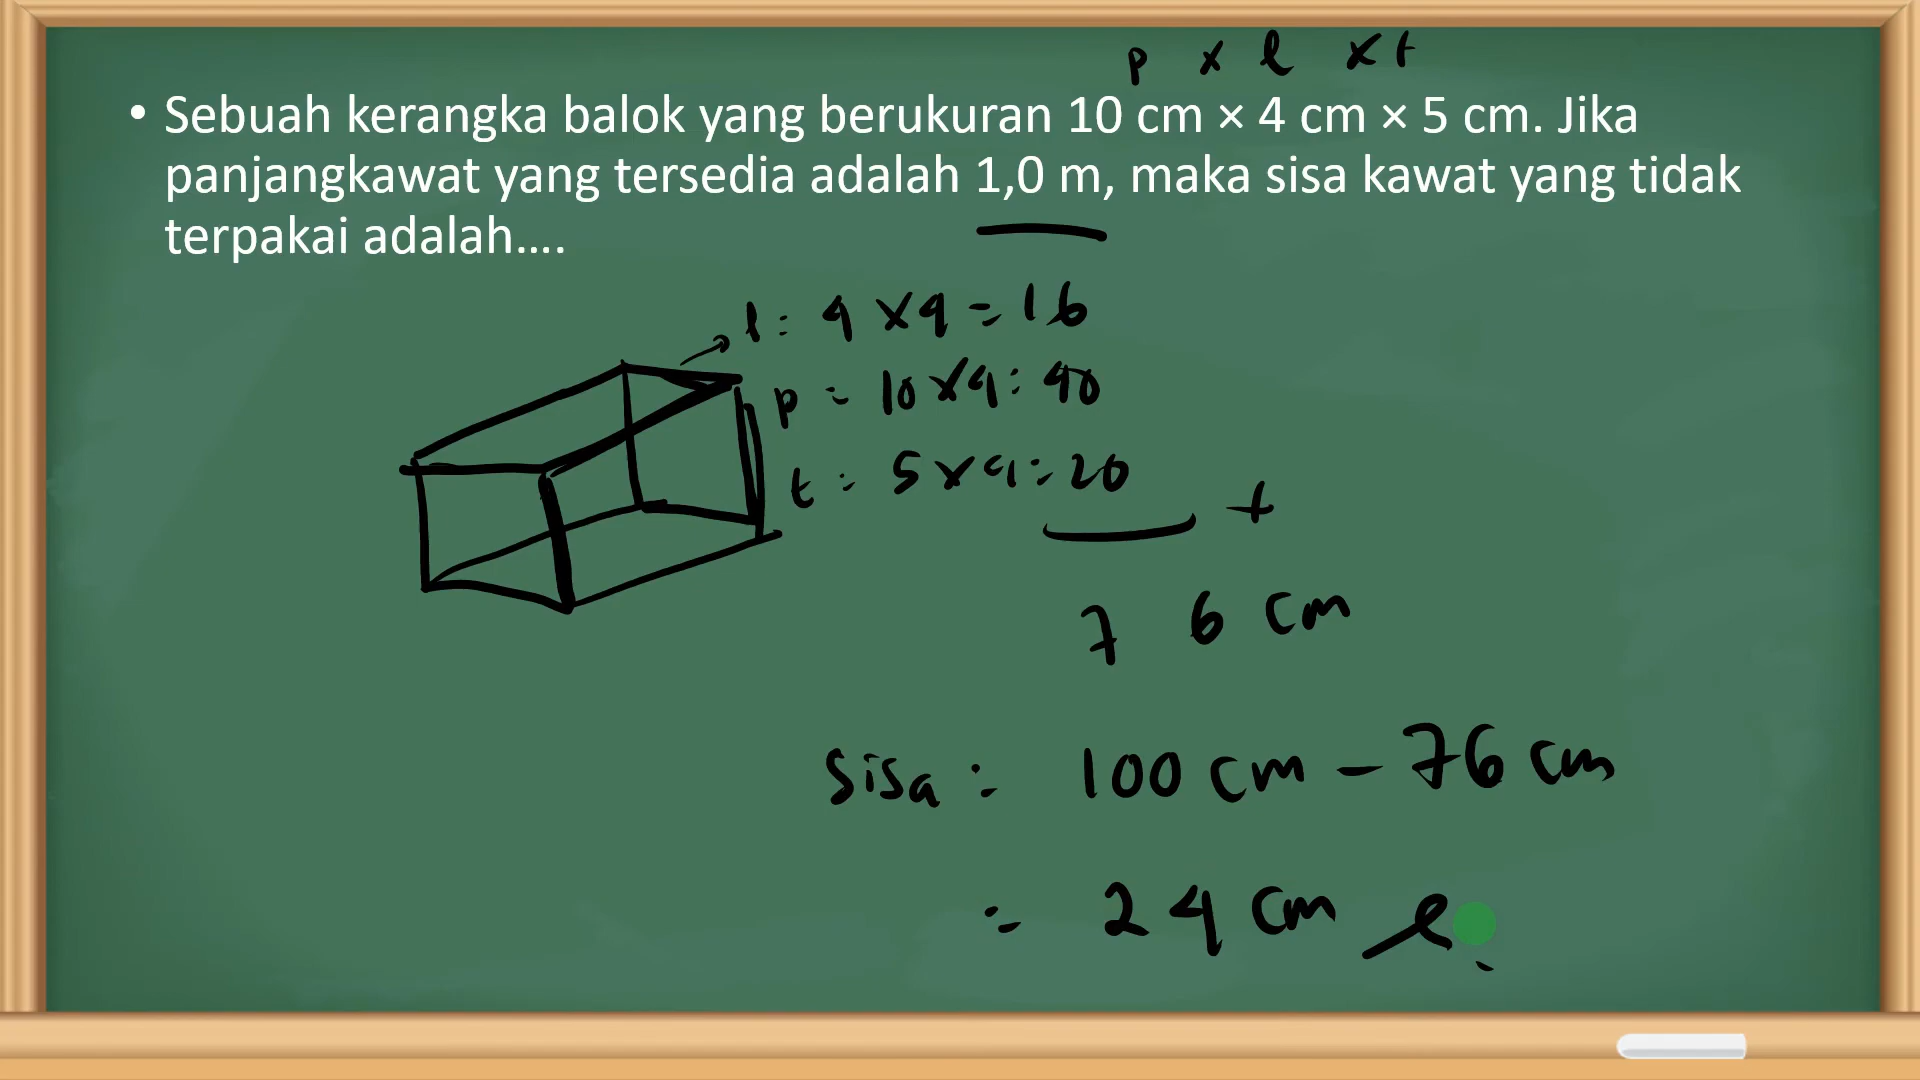 p x l x t
• Sebuah kerangka balok yang berukuran 10 cm × 4 cm × 5 cm. Jika
panjangkawat yang tersedia adalah 1,0 m, maka sisa kawat yang tidak
terpakai adalah....
l = 4 x 4 = 16
p = 10 x 4 = 40
t = 5 x 4 = 20
+
76 cm
Sisa = 100 cm - 76 cm
= 24 cm